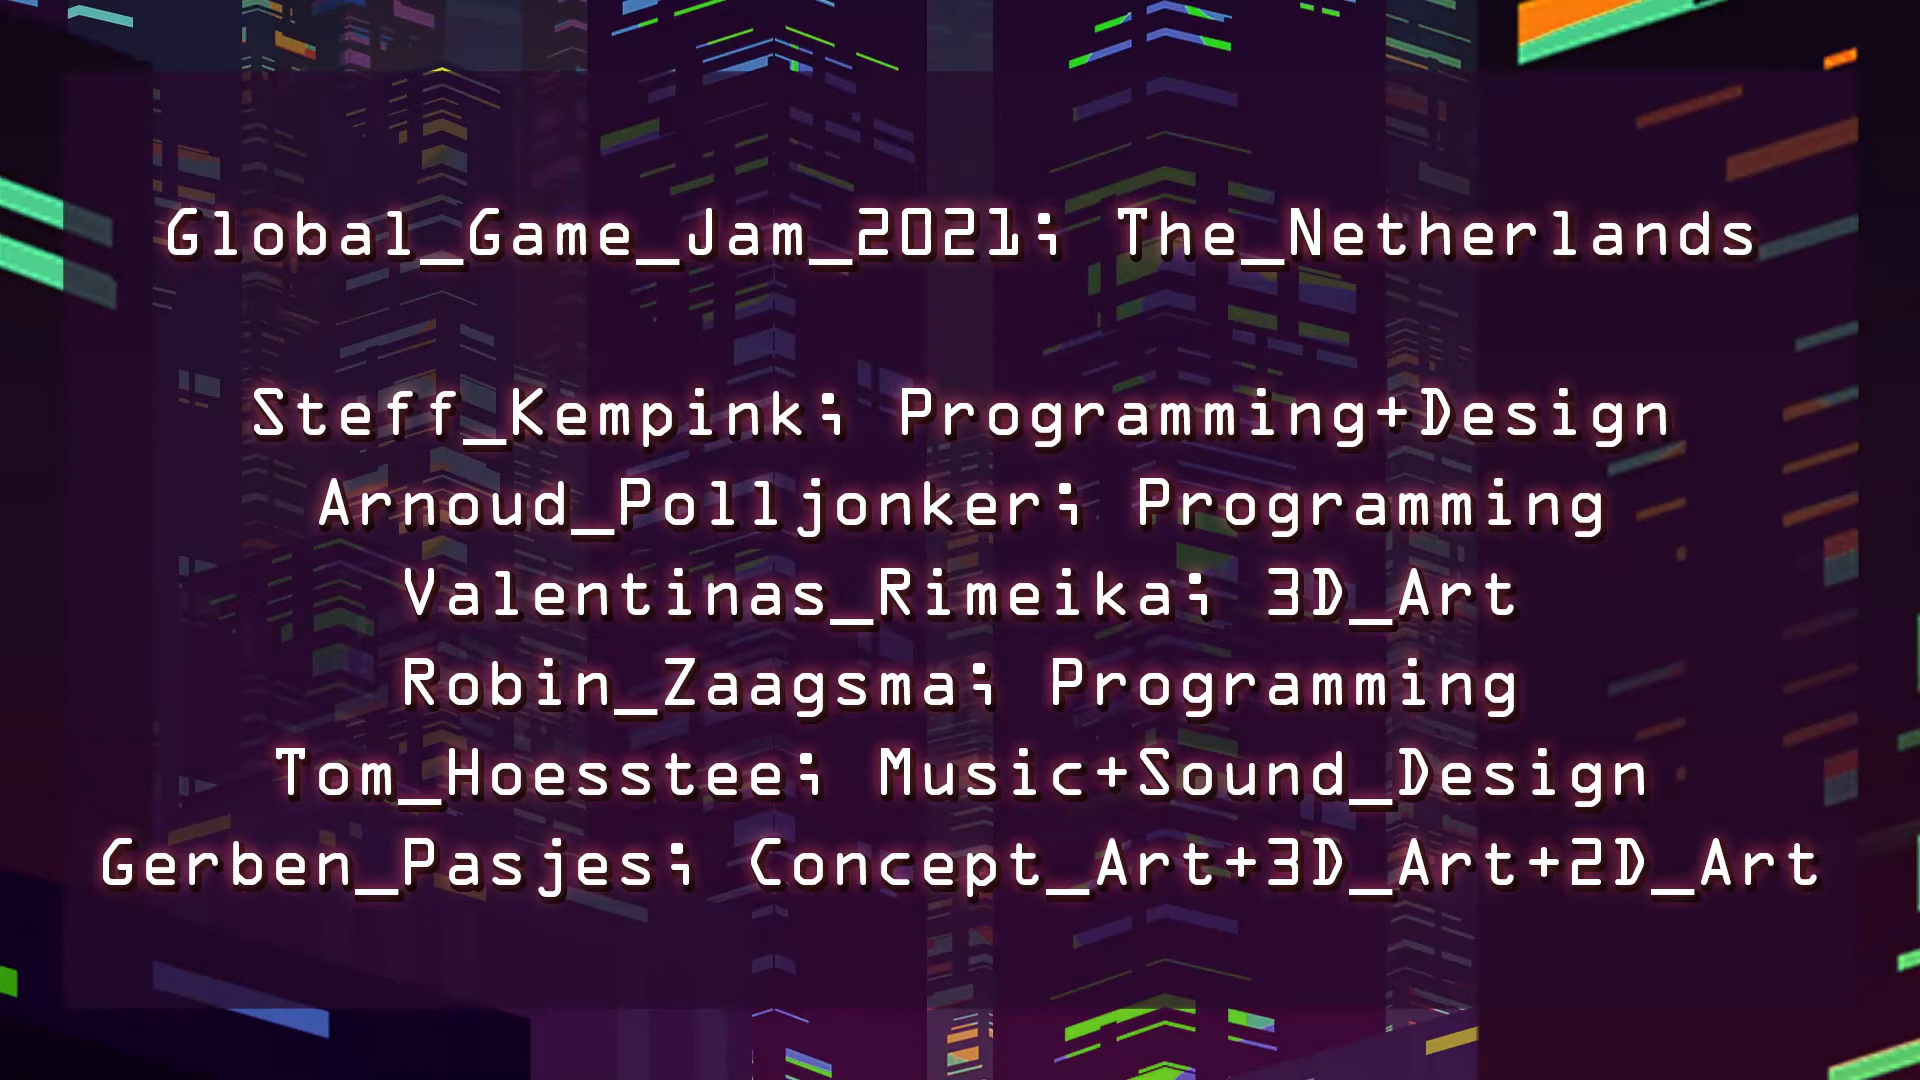 Global_Game_Jam_2021; The_Netherlands
Steff_Kempink; Programming+Design
Arnoud_Polljonker; Programming
Valentinas_Rimeika; 3D_Art
Robin_Zaagsma; Programming
Tom_Hoesstee; Music+Sound_Design
Gerben_Pasjes; Concept_Art+3D_Art+2D_Art